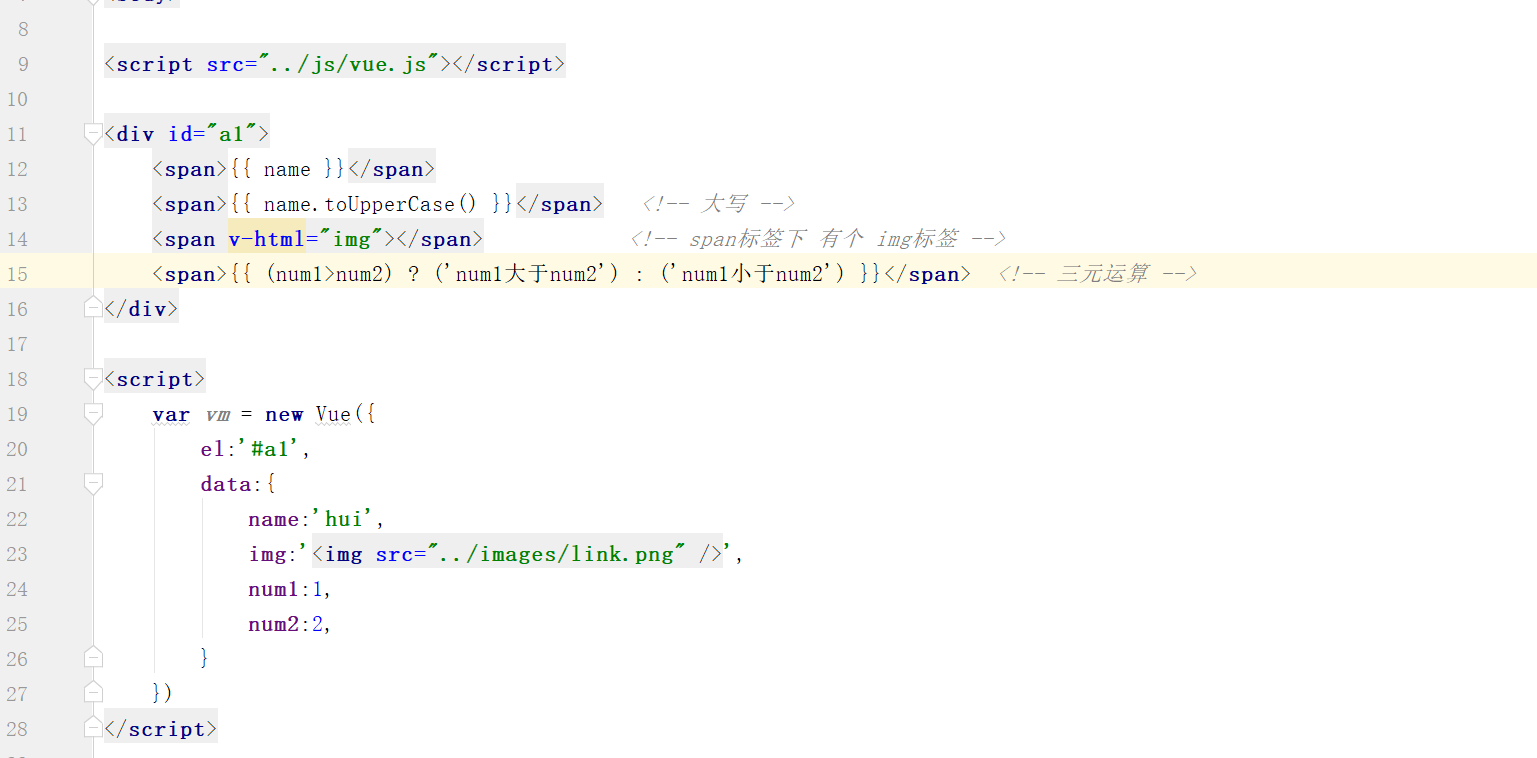 8
9 <script src="../js/vue.js"></script>
10
11 <div id="a1">
12 <span>{{ name }}</span>
13 <span>{{ name.toUpperCase() }}</span> <!-- 大写 -->
14 <span v-html="img"></span> <!-- span标签下 有个 img标签 -->
15 <span>{{ (num1>num2) ? ('num1大于num2') : ('num1小于num2') }}</span> <!-- 三元运算 -->
16 </div>
17
18 <script>
19 var vm = new Vue({
20 el:'#a1',
21 data:{
22 name:'hui',
23 img:'<img src="../images/link.png" />',
24 num1:1,
25 num2:2,
26 }
27 })
28 </script>